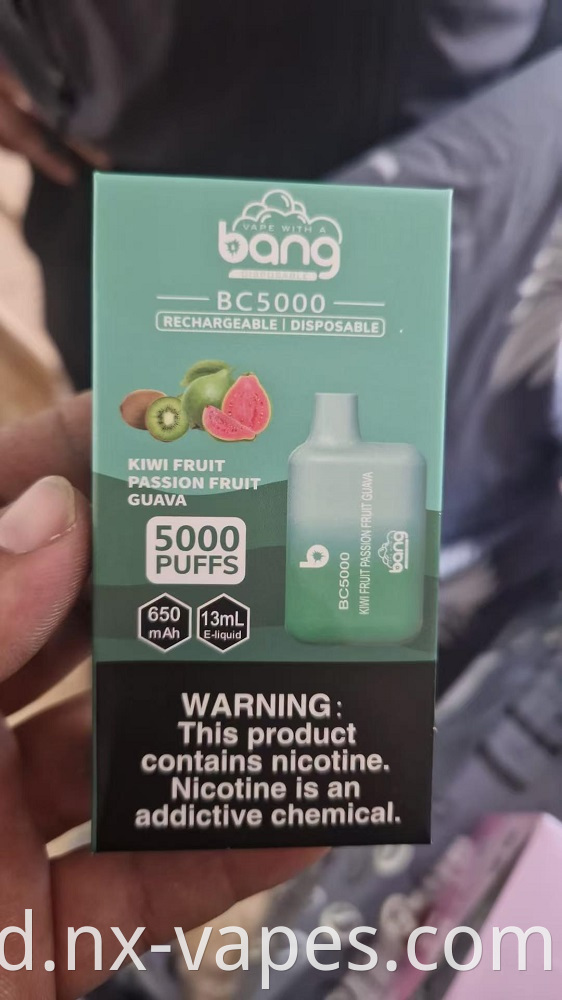 VAPE WITH A
bang
DISPOSABLE
BC5000
RECHARGEABLE | DISPOSABLE
KIWI FRUIT
PASSION FRUIT
GUAVA
5000
PUFFS
650
mAh
13mL
E-liquid
b
BC5000
KIWI FRUIT PASSION FRUIT GUAVA
bang
WARNING:
This product
contains nicotine.
Nicotine is an
addictive chemical.
d.nx-vapes.com